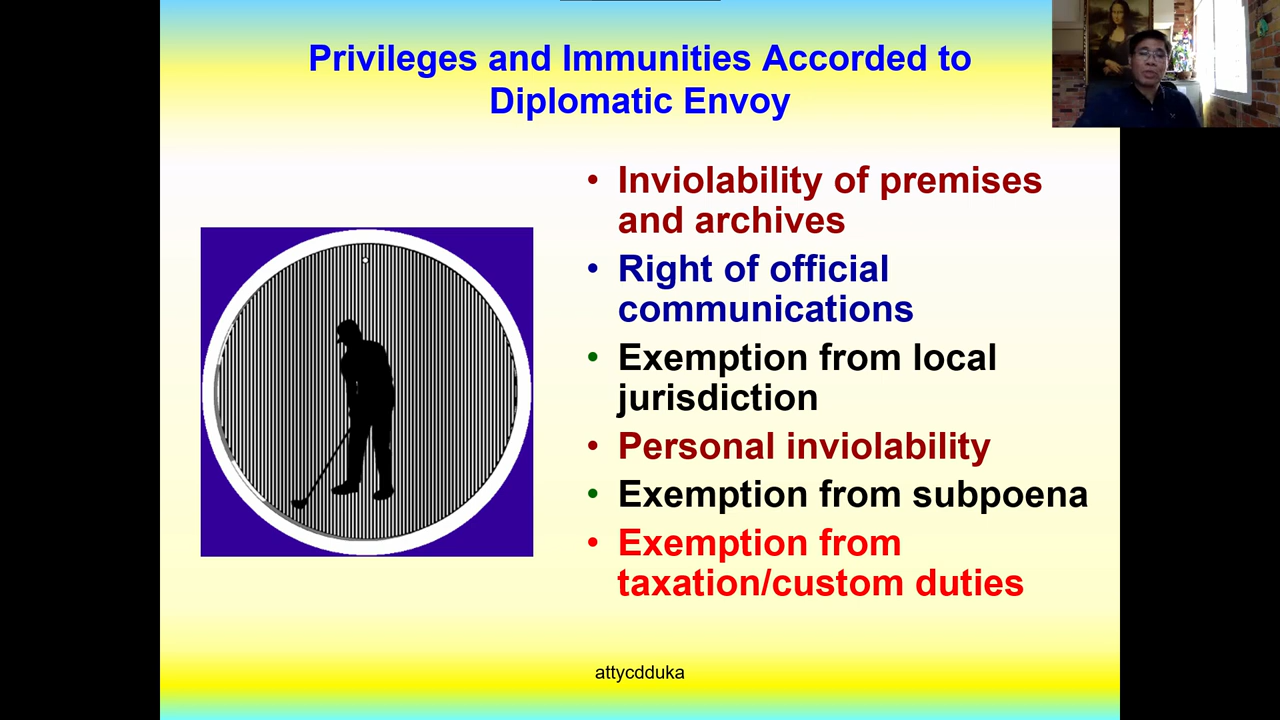 Privileges and Immunities Accorded to
Diplomatic Envoy
• Inviolability of premises
and archives
• Right of official
communications
• Exemption from local
jurisdiction
• Personal inviolability
• Exemption from subpoena
• Exemption from
taxation/custom duties
attycdduka